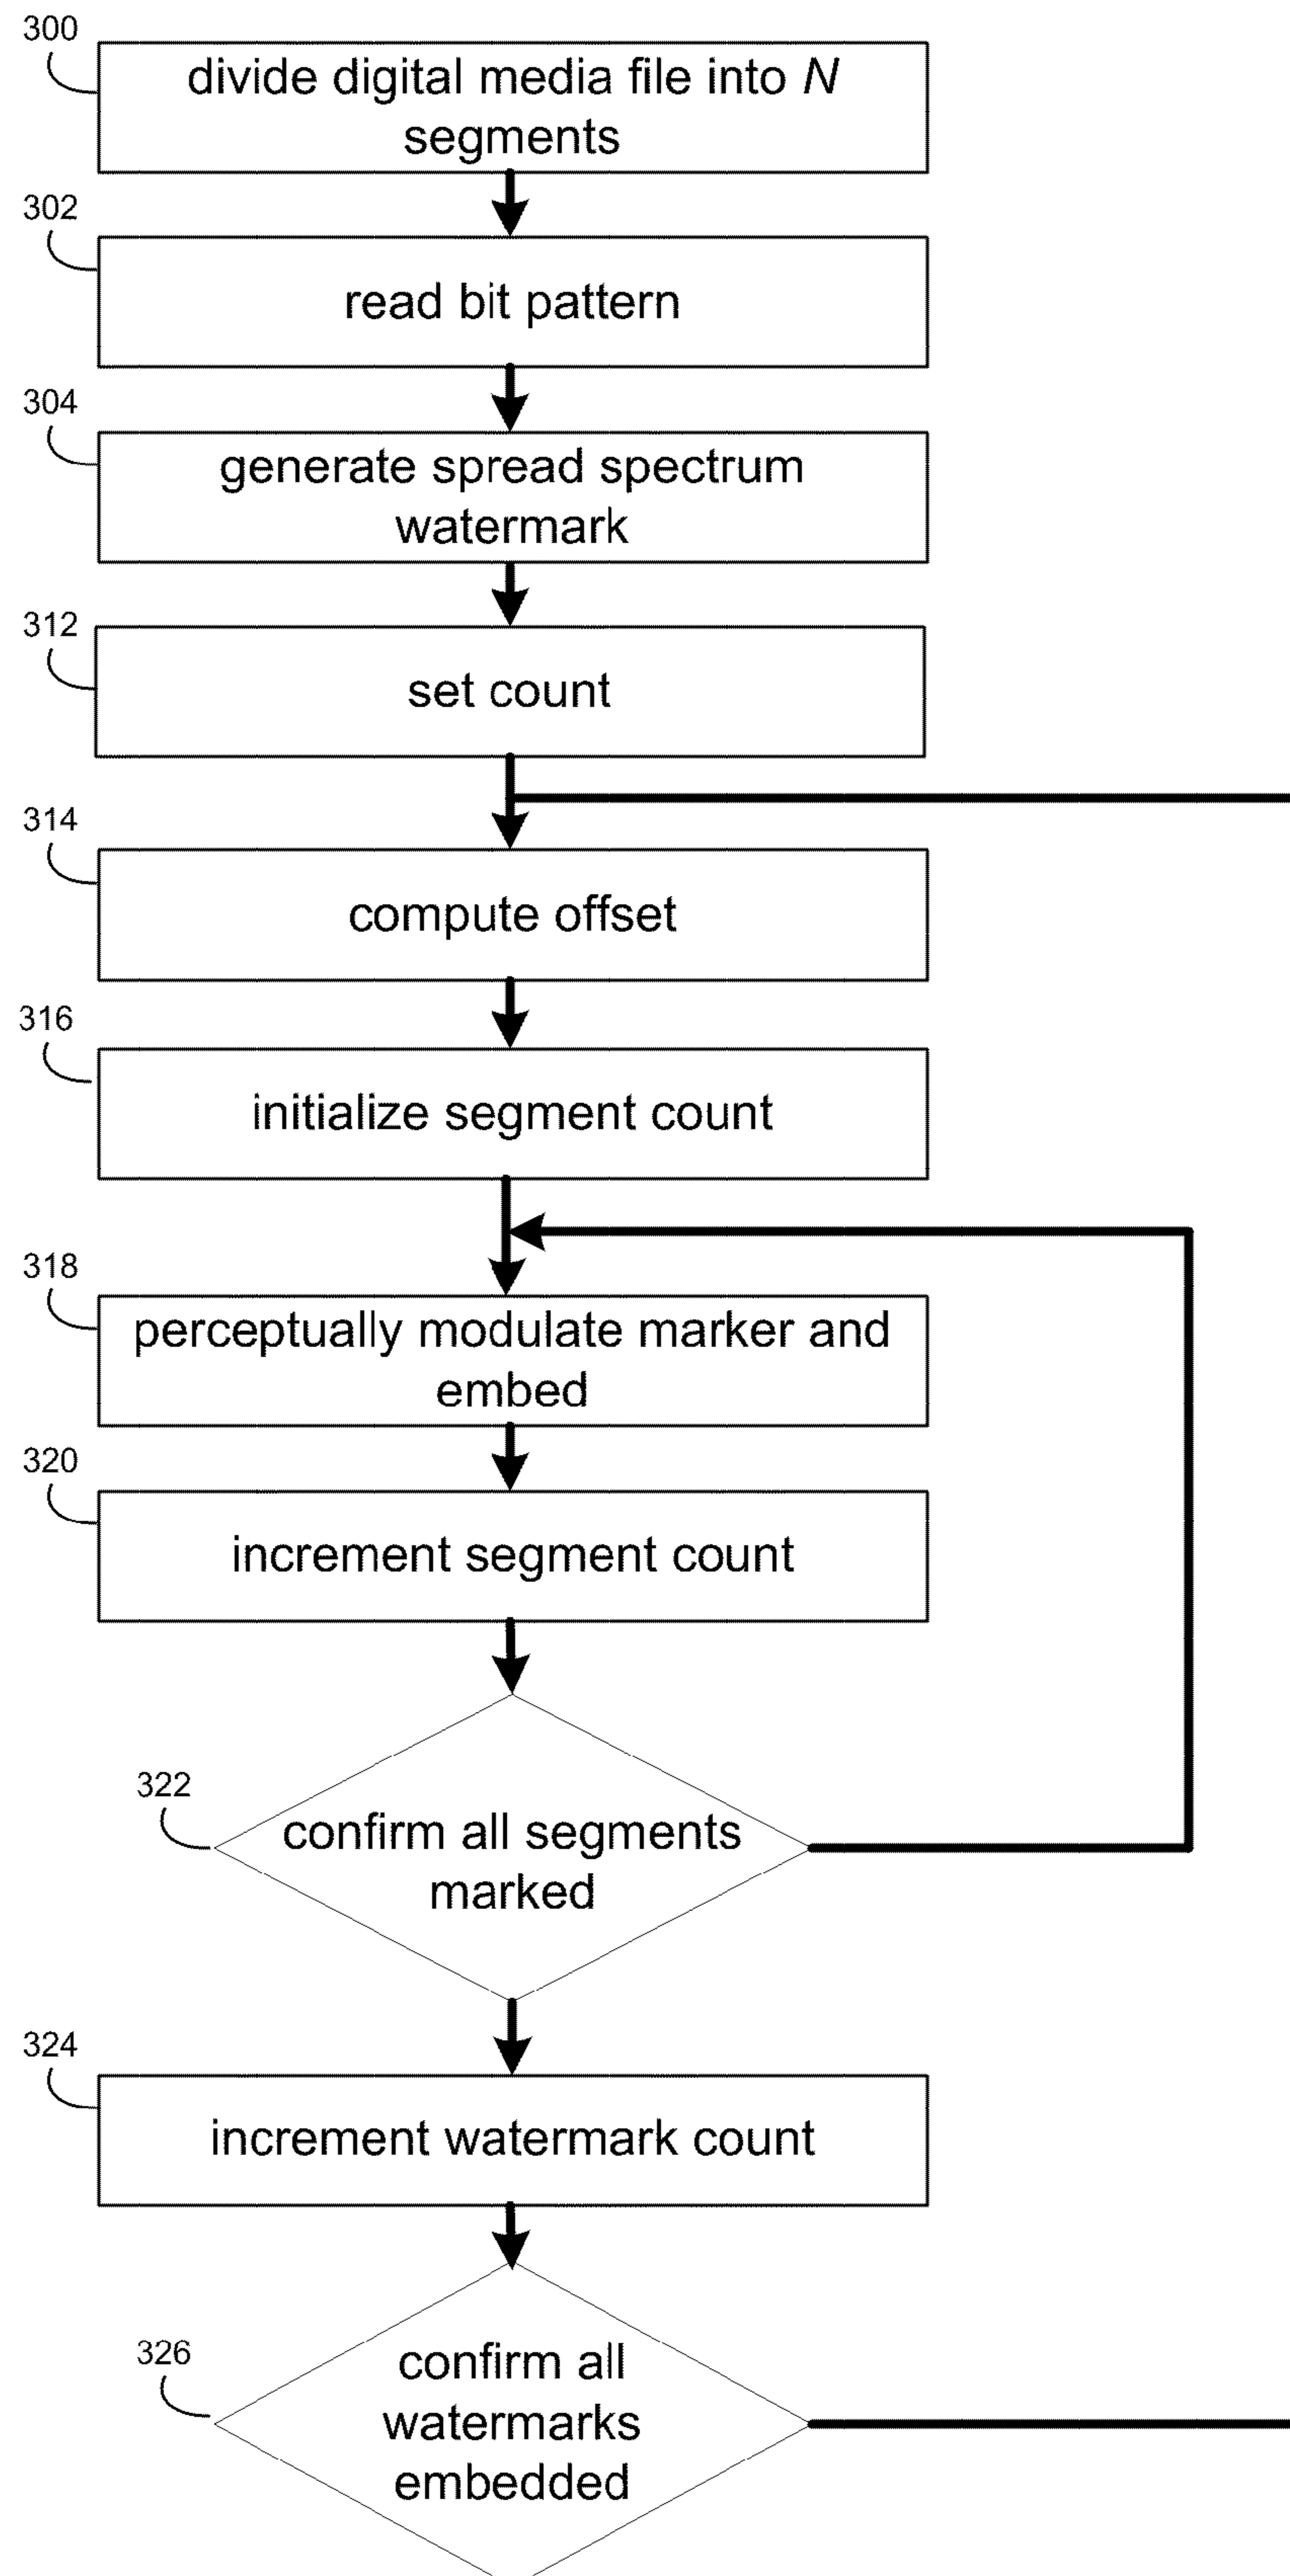 300
divide digital media file into N
segments
302
read bit pattern
304
generate spread spectrum
watermark
312
set count
314
compute offset
316
initialize segment count
318
perceptually modulate marker and
embed
320
increment segment count
322
confirm all segments
marked
324
increment watermark count
326
confirm all
watermarks
embedded